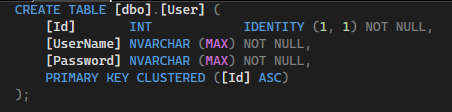 CREATE TABLE [dbo].[User] (
    [Id]       INT            IDENTITY (1, 1) NOT NULL,
    [UserName] NVARCHAR (MAX) NOT NULL,
    [Password] NVARCHAR (MAX) NOT NULL,
    PRIMARY KEY CLUSTERED ([Id] ASC)
);